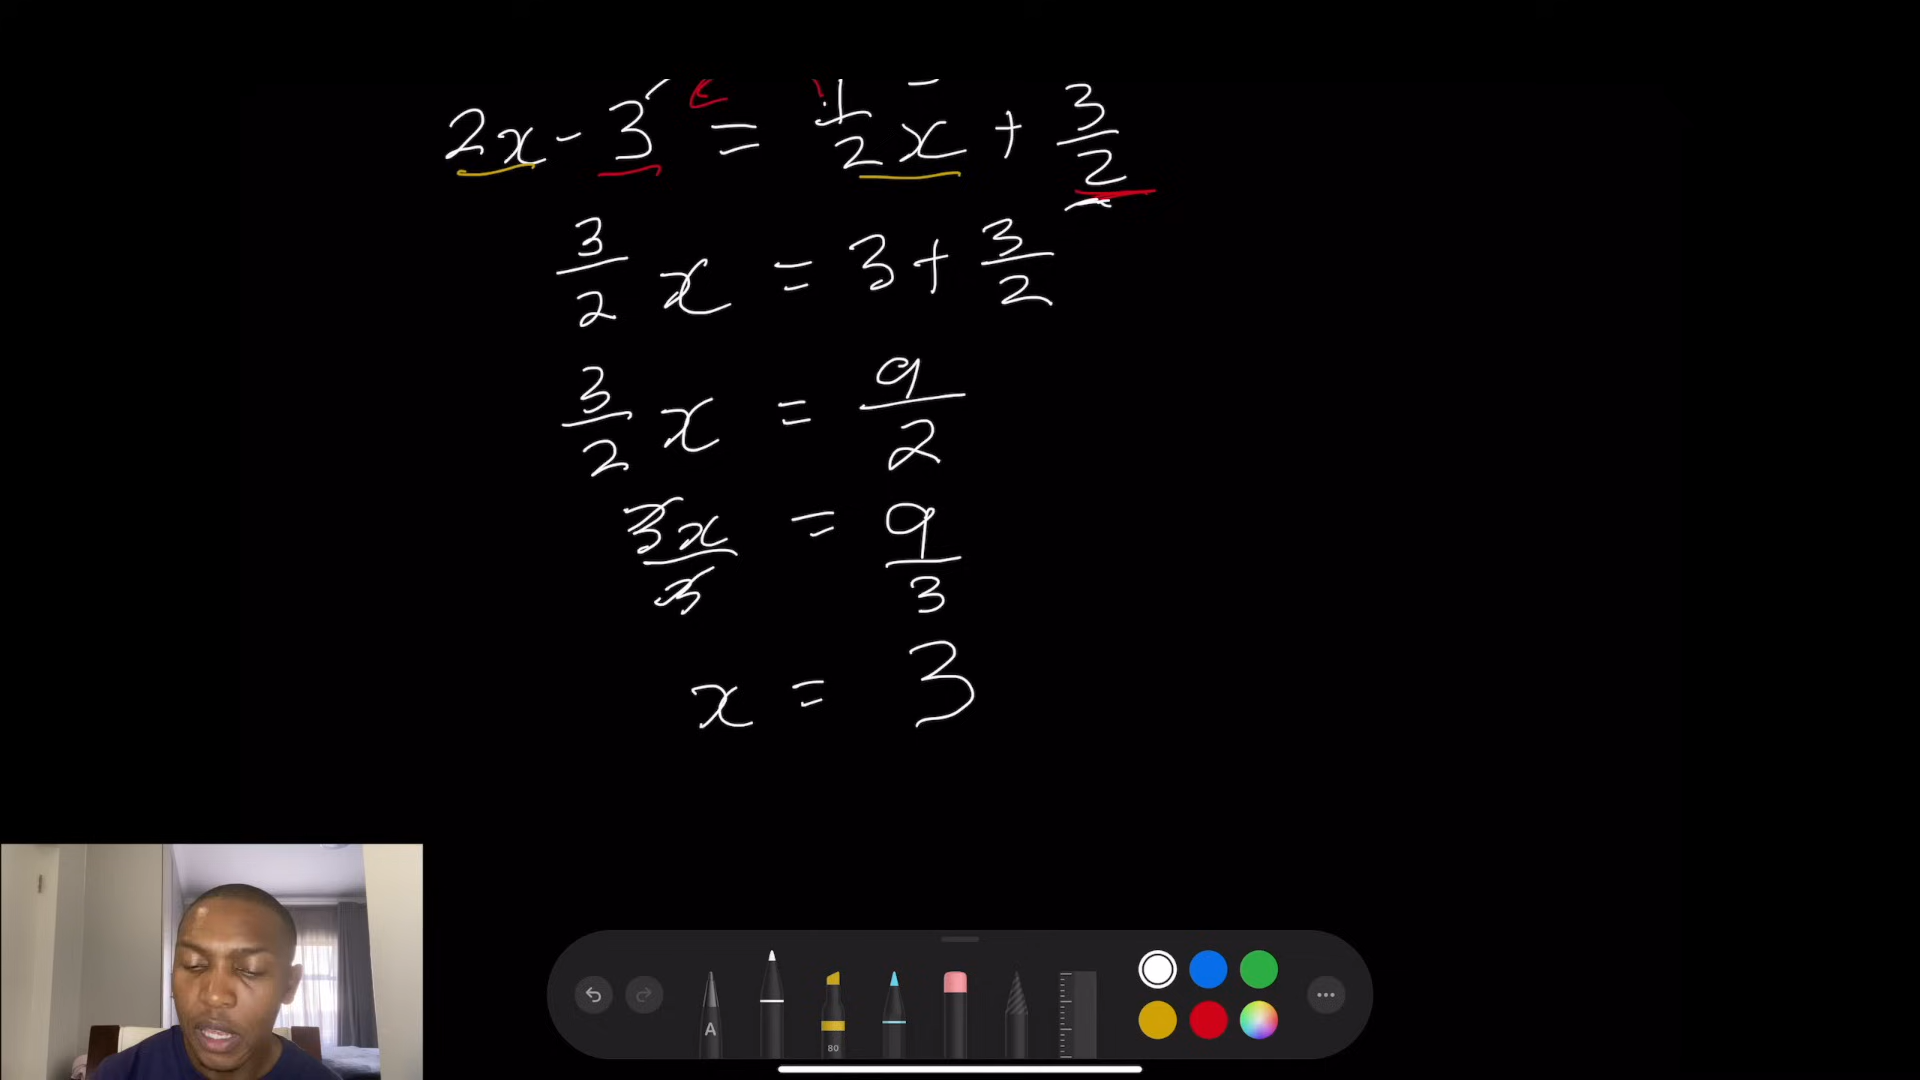 2x - 3 = 1/2 x + 3/2
3/2 x = 3 + 3/2
3/2 x = 9/2
3x/3 = 9/3
x = 3
A
80